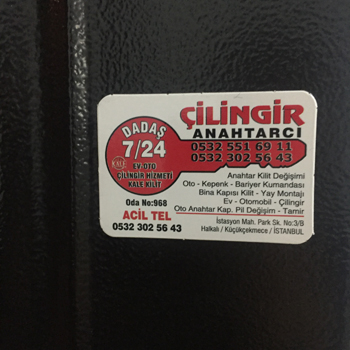 ÇİLİNGİR
ANAHTARCI
DADAŞ
7/24
EV OTO
ÇİLİNGİR HİZMETİ
KALE KİLİT
0532 551 69 11
0532 302 56 43
Anahtar Kilit Değişimi
Oto - Kepenk - Bariyer Kumandası
Bina Kapısı Kilit - Yay Montajı
Ev - Otomobil - Çilingir
Oto Anahtar Kap. Pil Değişim - Tamir
Oda No:968
ACİL TEL
0532 302 56 43
İstasyon Mah. Park Sk. No:3/B
Halkalı / Küçükçekmece / İSTANBUL